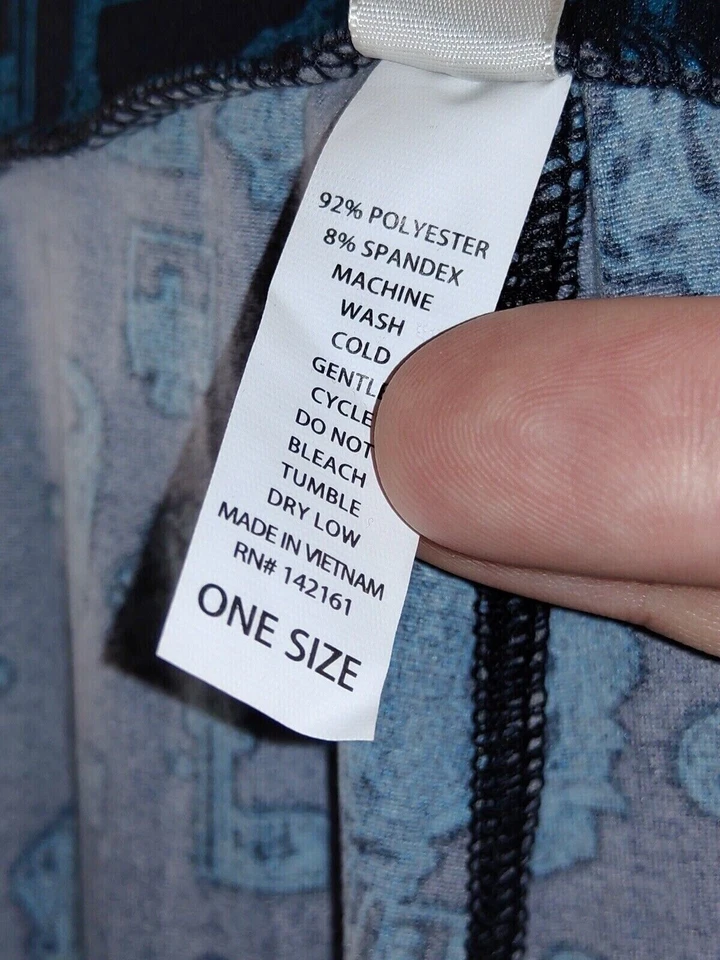 92% POLYESTER
8% SPANDEX
MACHINE
WASH
COLD
GENTLE
CYCLE
DO NOT
BLEACH
TUMBLE
DRY LOW
MADE IN VIETNAM
RN# 142161
ONE SIZE